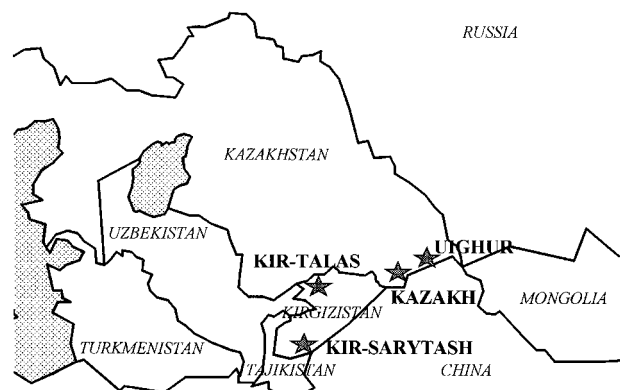 RUSSIA
KAZAKHSTAN
UZBEKISTAN
UIGHUR
KIR-TALAS
KAZAKH
MONGOLIA
KIRGIZISTAN
TURKMENISTAN
KIR-SARYTASH
TAJIKISTAN
CHINA